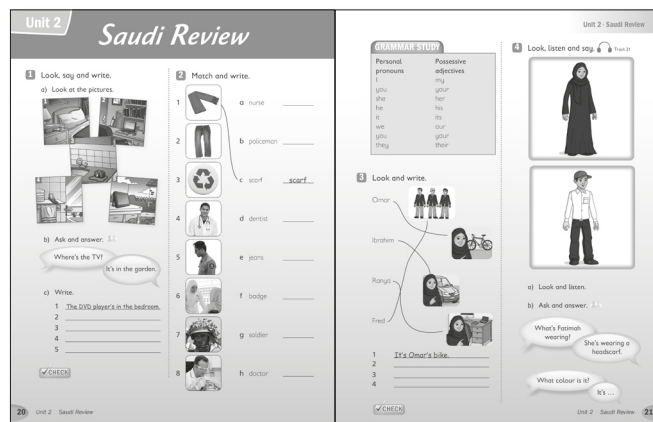 Unit 2
Saudi Review
1 Look, say and write.
a) Look at the pictures.
b) Ask and answer.
Where's the TV?
It's in the garden.
c) Write.
1 The DVD player's in the bedroom.
2
3
4
5
CHECK
2 Match and write.
1 a nurse
2 b policeman
3 c scarf scarf
4 d dentist
5 e jeans
6 f badge
7 g soldier
8 h doctor
20 Unit 2 Saudi Review
Unit 2 · Saudi Review
GRAMMAR STUDY
Personal Possessive
pronouns adjectives
I my
you your
she her
he his
it its
we our
you your
they their
3 Look and write.
Omar
Ibrahim
Ranya
Fred
1 It's Omar's bike.
2
3
4
CHECK
4 Look, listen and say. Track 21
a) Look and listen.
b) Ask and answer.
What's Fatimah
wearing?
She's wearing a
headscarf.
What colour is it?
It's ...
Unit 2 Saudi Review 21